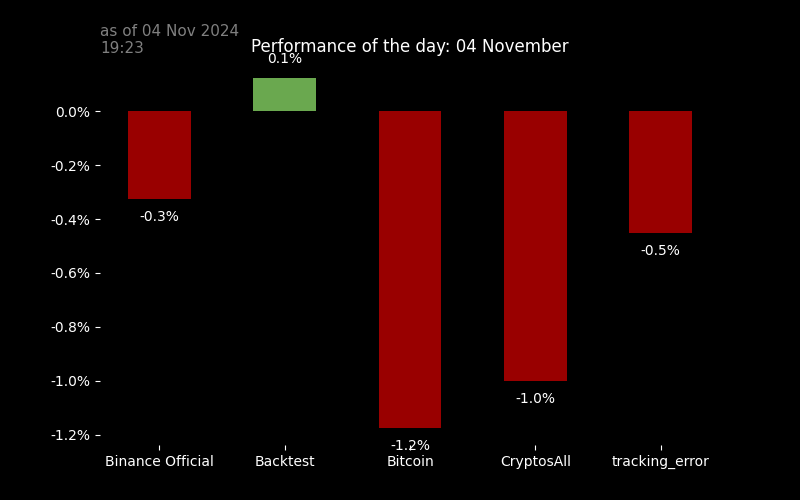 as of 04 Nov 2024
19:23
Performance of the day: 04 November
0.1%
0.0%
-0.2%
-0.4%
-0.6%
-0.8%
-1.0%
-1.2%
-0.3%
-1.2%
-1.0%
-0.5%
Binance Official
Backtest
Bitcoin
CryptosAll
tracking_error